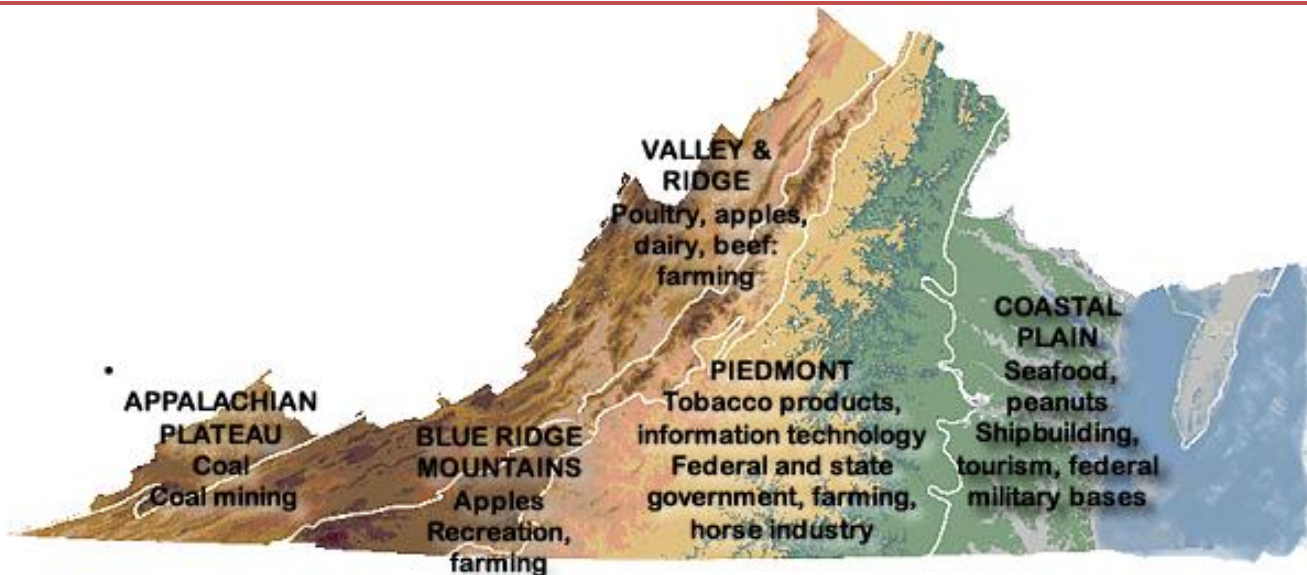 VALLEY &
RIDGE
Poultry, apples,
dairy, beef:
farming
APPALACHIAN
PLATEAU
Coal
Coal mining
BLUE RIDGE
MOUNTAINS
Apples
Recreation,
farming
PIEDMONT
Tobacco products,
information technology
Federal and state
government, farming,
horse industry
COASTAL
PLAIN
Seafood,
peanuts
Shipbuilding,
tourism, federal
military bases